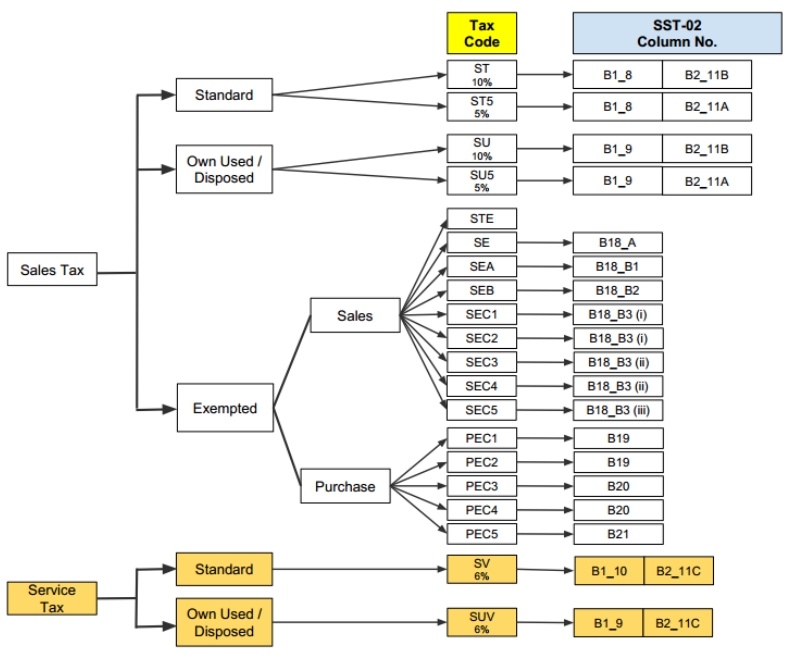 Tax
Code
SST-02
Column No.
Standard
ST
10%
B1_8 B2_11B
ST5
5%
B1_8 B2_11A
Own Used /
Disposed
SU
10%
B1_9 B2_11B
SU5
5%
B1_9 B2_11A
Sales Tax
Exempted
Sales
STE
SE B18_A
SEA B18_B1
SEB B18_B2
SEC1 B18_B3 (i)
SEC2 B18_B3 (i)
SEC3 B18_B3 (ii)
SEC4 B18_B3 (ii)
SEC5 B18_B3 (iii)
Purchase
PEC1 B19
PEC2 B19
PEC3 B20
PEC4 B20
PEC5 B21
Service
Tax
Standard
SV
6%
B1_10 B2_11C
Own Used /
Disposed
SUV
6%
B1_9 B2_11C